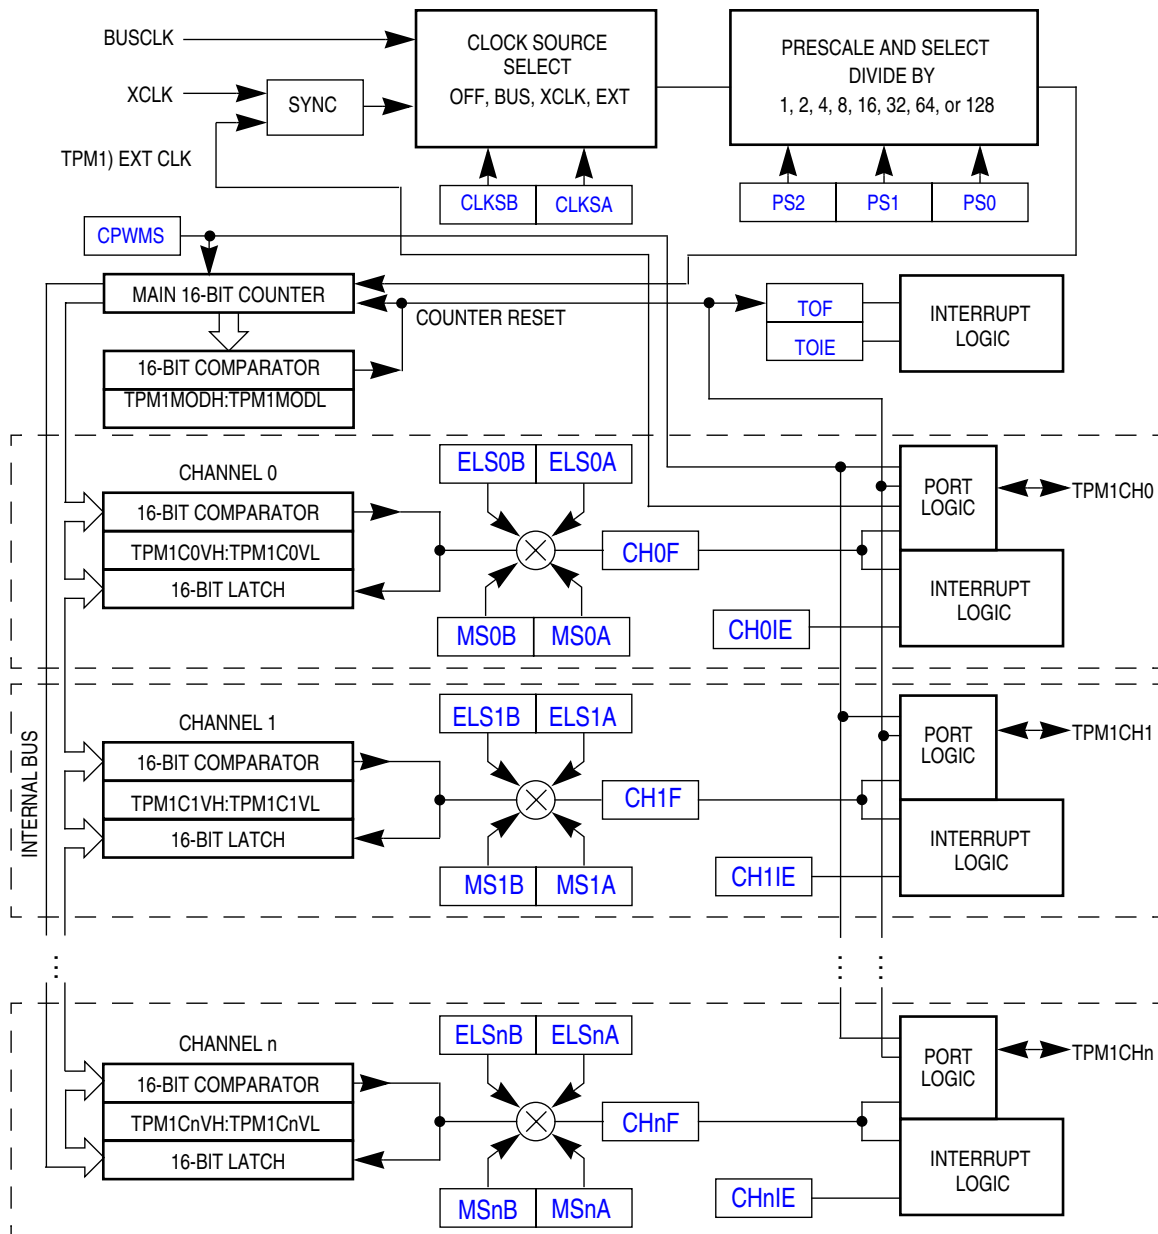 BUSCLK
XCLK
SYNC
TPM1) EXT CLK
CLOCK SOURCE
SELECT
OFF, BUS, XCLK, EXT
PRESCALE AND SELECT
DIVIDE BY
1, 2, 4, 8, 16, 32, 64, or 128
CLKSB CLKSA
PS2 PS1 PS0
CPWMS
MAIN 16-BIT COUNTER
COUNTER RESET
TOF
TOIE
INTERRUPT
LOGIC
16-BIT COMPARATOR
TPM1MODH:TPM1MODL
INTERNAL BUS
CHANNEL 0
16-BIT COMPARATOR
TPM1C0VH:TPM1C0VL
16-BIT LATCH
ELS0B ELS0A
MS0B MS0A
CH0F
CH0IE
PORT
LOGIC
TPM1CH0
INTERRUPT
LOGIC
CHANNEL 1
16-BIT COMPARATOR
TPM1C1VH:TPM1C1VL
16-BIT LATCH
ELS1B ELS1A
MS1B MS1A
CH1F
CH1IE
PORT
LOGIC
TPM1CH1
INTERRUPT
LOGIC
...
... ...
CHANNEL n
16-BIT COMPARATOR
TPM1CnVH:TPM1CnVL
16-BIT LATCH
ELSnB ELSnA
MSnB MSnA
CHnF
CHnIE
PORT
LOGIC
TPM1CHn
INTERRUPT
LOGIC